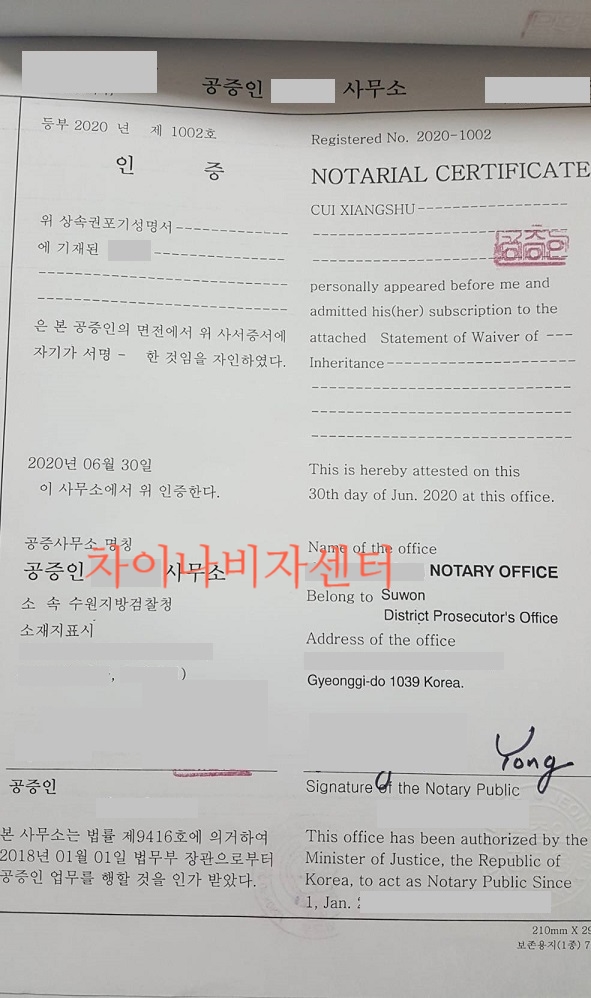 공증인 사무소
등부 2020 년 제 1002호
인 증
위 상속권포기성명서--------------
에 기재된 -----------------
------------------------------
------------------------------
은 본 공증인의 면전에서 위 사서증서에
자기가 서명 - 한 것임을 자인하였다.
2020년 06월 30일
이 사무소에서 위 인증한다.
공증사무소 명칭
공증인 사무소
소 속 수원지방검찰청
소재지표시
, )
공증인
본 사무소는 법률 제9416호에 의거하여
2018년 01월 01일 법무부 장관으로부터
공증인 업무를 행할 것을 인가 받았다.
Registered No. 2020-1002
NOTARIAL CERTIFICATE
CUI XIANGSHU------------------
-------------------------------
공증인
-------------------------------
personally appeared before me and
admitted his(her) subscription to the
attached Statement of Waiver of ---
Inheritance-----------------------
-------------------------------
-------------------------------
-------------------------------
This is hereby attested on this
30th day of Jun. 2020 at this office.
Name of the office
NOTARY OFFICE
Belong to Suwon
District Prosecutor's Office
Address of the office
Gyeonggi-do 1039 Korea.
Yong
Signature of the Notary Public
This office has been authorized by the
Minister of Justice, the Republic of
Korea, to act as Notary Public Since
1, Jan.
210mm X 29
보존용지(1종) 7
차이나비자센터